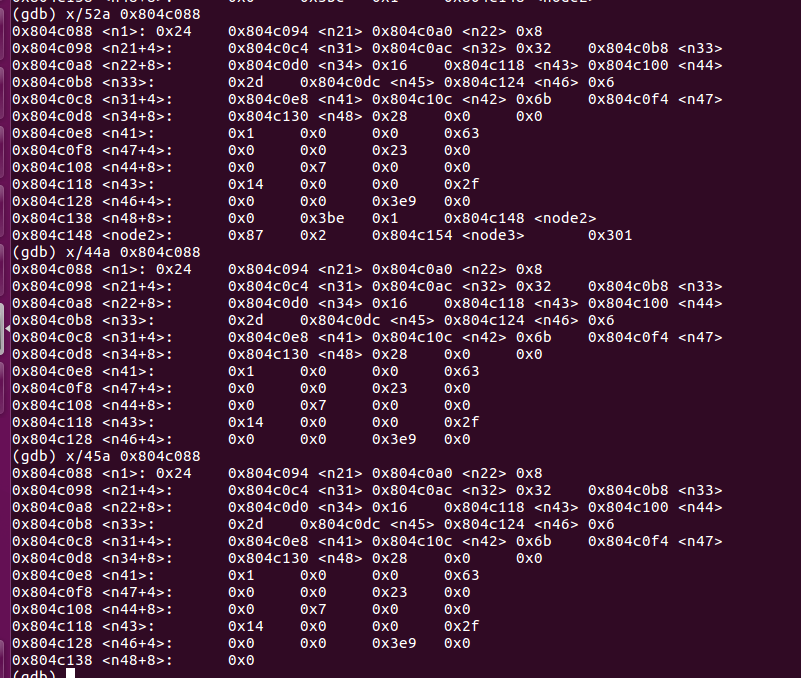 (gdb) x/52a 0x804c088
0x804c088 <n1>: 0x24 0x804c094 <n21> 0x804c0a0 <n22> 0x8
0x804c098 <n21+4>: 0x804c0c4 <n31> 0x804c0ac <n32> 0x32 0x804c0b8 <n33>
0x804c0a8 <n22+8>: 0x804c0d0 <n34> 0x16 0x804c118 <n43> 0x804c100 <n44>
0x804c0b8 <n33>: 0x2d 0x804c0dc <n45> 0x804c124 <n46> 0x6
0x804c0c8 <n31+4>: 0x804c0e8 <n41> 0x804c10c <n42> 0x6b 0x804c0f4 <n47>
0x804c0d8 <n34+8>: 0x804c130 <n48> 0x28 0x0 0x0
0x804c0e8 <n41>: 0x1 0x0 0x0 0x63
0x804c0f8 <n47+4>: 0x0 0x0 0x23 0x0
0x804c108 <n44+8>: 0x0 0x7 0x0 0x0
0x804c118 <n43>: 0x14 0x0 0x0 0x2f
0x804c128 <n46+4>: 0x0 0x0 0x3e9 0x0
0x804c138 <n48+8>: 0x0 0x3be 0x1 0x804c148 <node2>
0x804c148 <node2>: 0x87 0x2 0x804c154 <node3> 0x301
(gdb) x/44a 0x804c088
0x804c088 <n1>: 0x24 0x804c094 <n21> 0x804c0a0 <n22> 0x8
0x804c098 <n21+4>: 0x804c0c4 <n31> 0x804c0ac <n32> 0x32 0x804c0b8 <n33>
0x804c0a8 <n22+8>: 0x804c0d0 <n34> 0x16 0x804c118 <n43> 0x804c100 <n44>
0x804c0b8 <n33>: 0x2d 0x804c0dc <n45> 0x804c124 <n46> 0x6
0x804c0c8 <n31+4>: 0x804c0e8 <n41> 0x804c10c <n42> 0x6b 0x804c0f4 <n47>
0x804c0d8 <n34+8>: 0x804c130 <n48> 0x28 0x0 0x0
0x804c0e8 <n41>: 0x1 0x0 0x0 0x63
0x804c0f8 <n47+4>: 0x0 0x0 0x23 0x0
0x804c108 <n44+8>: 0x0 0x7 0x0 0x0
0x804c118 <n43>: 0x14 0x0 0x0 0x2f
0x804c128 <n46+4>: 0x0 0x0 0x3e9 0x0
(gdb) x/45a 0x804c088
0x804c088 <n1>: 0x24 0x804c094 <n21> 0x804c0a0 <n22> 0x8
0x804c098 <n21+4>: 0x804c0c4 <n31> 0x804c0ac <n32> 0x32 0x804c0b8 <n33>
0x804c0a8 <n22+8>: 0x804c0d0 <n34> 0x16 0x804c118 <n43> 0x804c100 <n44>
0x804c0b8 <n33>: 0x2d 0x804c0dc <n45> 0x804c124 <n46> 0x6
0x804c0c8 <n31+4>: 0x804c0e8 <n41> 0x804c10c <n42> 0x6b 0x804c0f4 <n47>
0x804c0d8 <n34+8>: 0x804c130 <n48> 0x28 0x0 0x0
0x804c0e8 <n41>: 0x1 0x0 0x0 0x63
0x804c0f8 <n47+4>: 0x0 0x0 0x23 0x0
0x804c108 <n44+8>: 0x0 0x7 0x0 0x0
0x804c118 <n43>: 0x14 0x0 0x0 0x2f
0x804c128 <n46+4>: 0x0 0x0 0x3e9 0x0
0x804c138 <n48+8>: 0x0
(gdb)